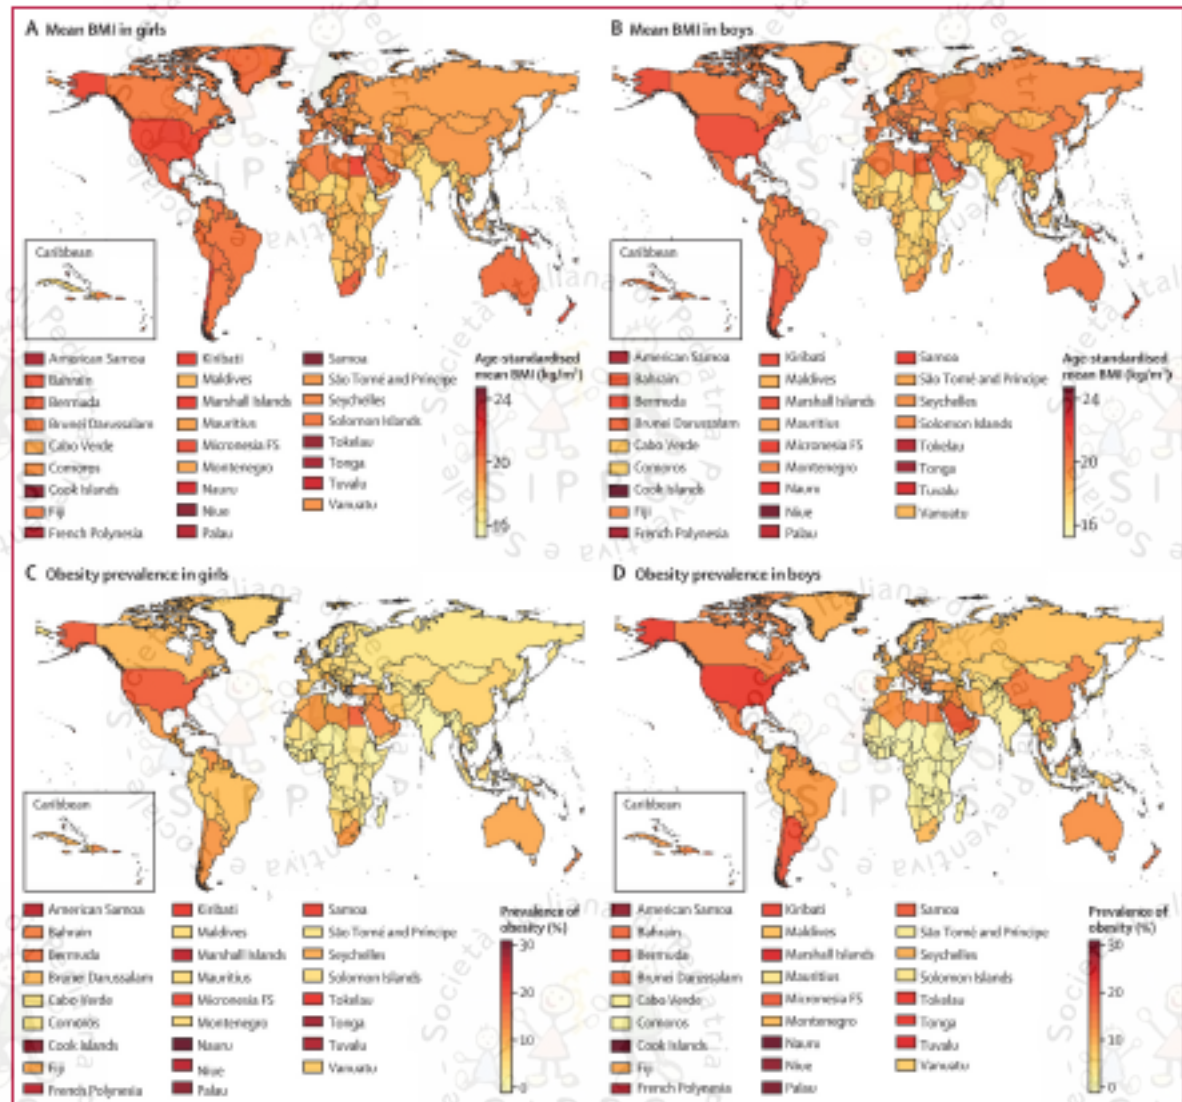 A Mean BMI in girls
Caribbean
American Samoa
Bahrain
Bermuda
Brunei Darussalam
Cabo Verde
Comoros
Cook Islands
Fiji
French Polynesia
Kiribati
Maldives
Marshall Islands
Mauritius
Micronesia FS
Montenegro
Nauru
Niue
Palau
Samoa
São Tomé and Príncipe
Seychelles
Solomon Islands
Tokelau
Tonga
Tuvalu
Vanuatu
Age-standardised
mean BMI (kg/m²)
24
20
16
B Mean BMI in boys
Caribbean
American Samoa
Bahrain
Bermuda
Brunei Darussalam
Cabo Verde
Comoros
Cook Islands
Fiji
French Polynesia
Kiribati
Maldives
Marshall Islands
Mauritius
Micronesia FS
Montenegro
Nauru
Niue
Palau
Samoa
São Tomé and Príncipe
Seychelles
Solomon Islands
Tokelau
Tonga
Tuvalu
Vanuatu
Age-standardised
mean BMI (kg/m²)
24
20
16
C Obesity prevalence in girls
Caribbean
American Samoa
Bahrain
Bermuda
Brunei Darussalam
Cabo Verde
Comoros
Cook Islands
Fiji
French Polynesia
Kiribati
Maldives
Marshall Islands
Mauritius
Micronesia FS
Montenegro
Nauru
Niue
Palau
Samoa
São Tomé and Príncipe
Seychelles
Solomon Islands
Tokelau
Tonga
Tuvalu
Vanuatu
Prevalence of
obesity (%)
30
20
10
0
D Obesity prevalence in boys
Caribbean
American Samoa
Bahrain
Bermuda
Brunei Darussalam
Cabo Verde
Comoros
Cook Islands
Fiji
French Polynesia
Kiribati
Maldives
Marshall Islands
Mauritius
Micronesia FS
Montenegro
Nauru
Niue
Palau
Samoa
São Tomé and Príncipe
Seychelles
Solomon Islands
Tokelau
Tonga
Tuvalu
Vanuatu
Prevalence of
obesity (%)
30
20
10
0